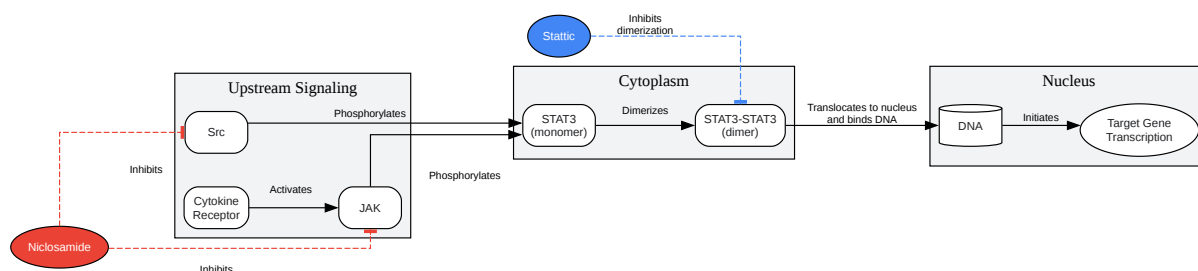 Inhibits
dimerization
Stattic
Upstream Signaling
Cytoplasm
Nucleus
Src
Phosphorylates
STAT3
(monomer)
Dimerizes
STAT3-STAT3
(dimer)
Translocates to nucleus
and binds DNA
DNA
Initiates
Target Gene
Transcription
Inhibits
Phosphorylates
Cytokine
Receptor
Activates
JAK
Niclosamide
Inhibits